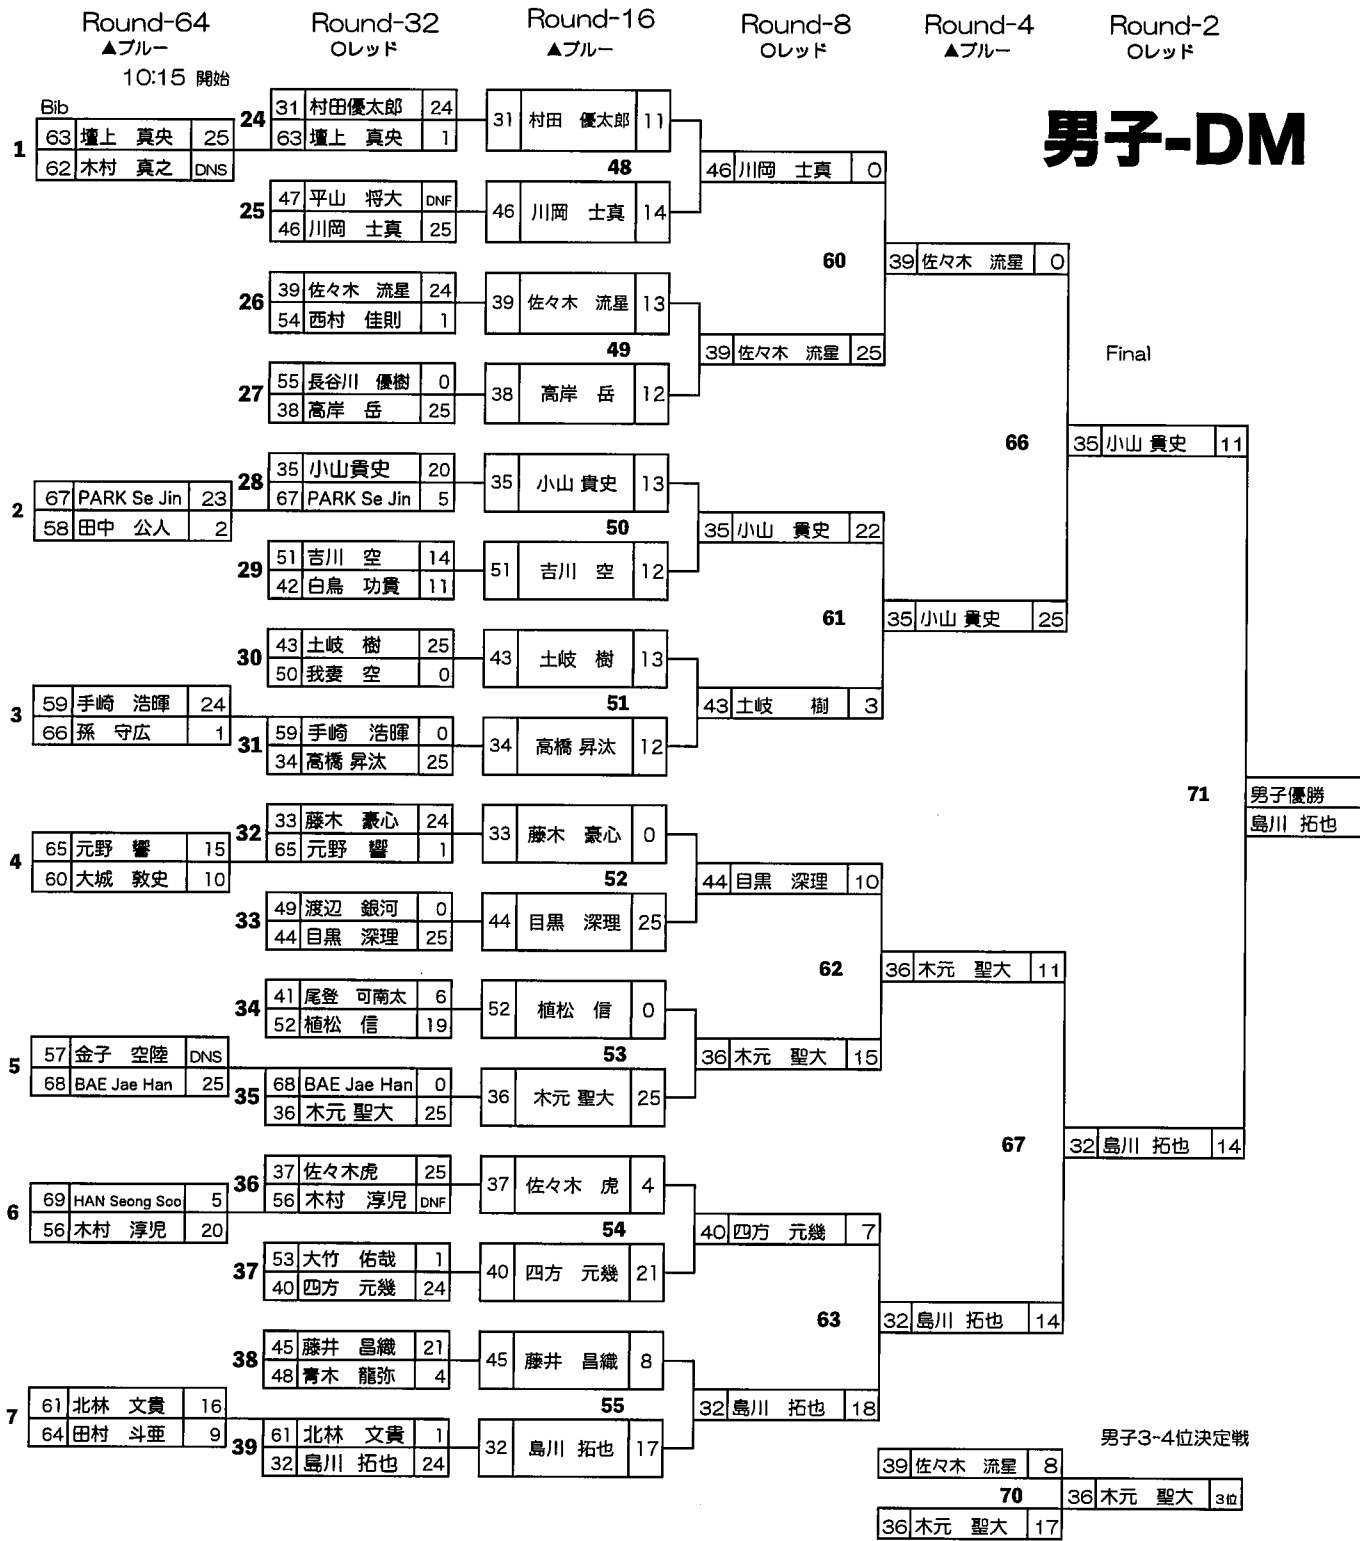 Round-64 Round-32 Round-16 Round-8 Round-4 Round-2
▲ブルー ○レッド ▲ブルー ○レッド ▲ブルー ○レッド
10:15 開始
男子-DM
Bib
1
63 壇上 真央 25
62 木村 真之 DNS
2
67 PARK Se Jin 23
58 田中 公人 2
3
59 手崎 浩暉 24
66 孫 守広 1
4
65 元野 響 15
60 大城 敦史 10
5
57 金子 空陸 DNS
68 BAE Jae Han 25
6
69 HAN Seong Soo 5
56 木村 淳児 20
7
61 北林 文貴 16
64 田村 斗亜 9
24
31 村田優太郎 24
63 壇上 真央 1
25
47 平山 将大 DNF
46 川岡 士真 25
26
39 佐々木 流星 24
54 西村 佳則 1
27
55 長谷川 優樹 0
38 高岸 岳 25
28
35 小山貴史 20
67 PARK Se Jin 5
29
51 吉川 空 14
42 白鳥 功貴 11
30
43 土岐 樹 25
50 我妻 空 0
31
59 手崎 浩暉 0
34 高橋 昇汰 25
32
33 藤木 豪心 24
65 元野 響 1
33
49 渡辺 銀河 0
44 目黒 深理 25
34
41 尾登 可南太 6
52 植松 信 19
35
68 BAE Jae Han 0
36 木元 聖大 25
36
37 佐々木虎 25
56 木村 淳児 DNF
37
53 大竹 佑哉 1
40 四方 元幾 24
38
45 藤井 昌織 21
48 青木 龍弥 4
39
61 北林 文貴 1
32 島川 拓也 24
31 村田 優太郎 11
48
46 川岡 士真 14
39 佐々木 流星 13
49
38 高岸 岳 12
35 小山 貴史 13
50
51 吉川 空 12
43 土岐 樹 13
51
34 高橋 昇汰 12
33 藤木 豪心 0
52
44 目黒 深理 25
52 植松 信 0
53
36 木元 聖大 25
37 佐々木 虎 4
54
40 四方 元幾 21
45 藤井 昌織 8
55
32 島川 拓也 17
46 川岡 士真 0
60
39 佐々木 流星 25
35 小山 貴史 22
61
43 土岐 樹 3
44 目黒 深理 10
62
36 木元 聖大 15
40 四方 元幾 7
63
32 島川 拓也 18
39 佐々木 流星 0
66
35 小山 貴史 25
36 木元 聖大 11
67
32 島川 拓也 14
Final
35 小山 貴史 11
71
32 島川 拓也 14
男子優勝
島川 拓也
男子3-4位決定戦
39 佐々木 流星 8
70
36 木元 聖大 17
36 木元 聖大 3位